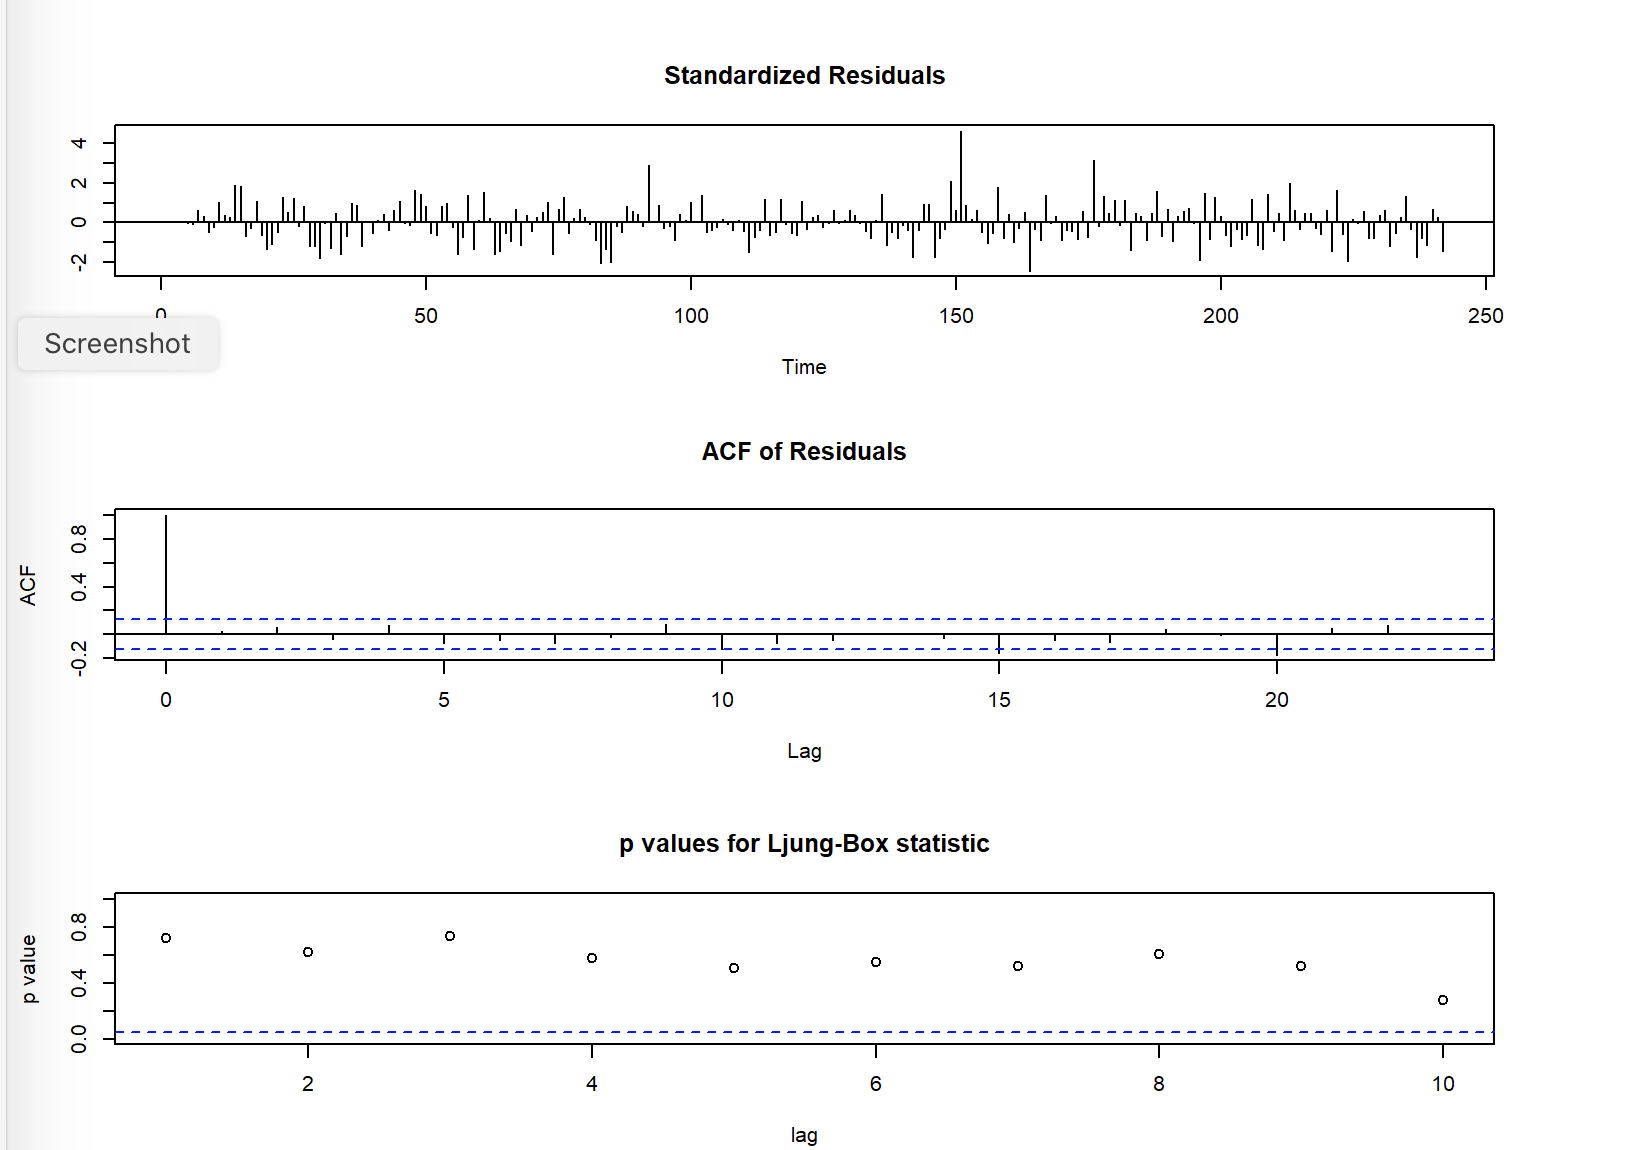 Standardized Residuals
4
2
0
-2
0 50 100 150 200 250
Screenshot
Time
ACF of Residuals
ACF
0.8
0.4
-0.2
0 5 10 15 20
Lag
p values for Ljung-Box statistic
p value
0.8
0.4
0.0
2 4 6 8 10
lag